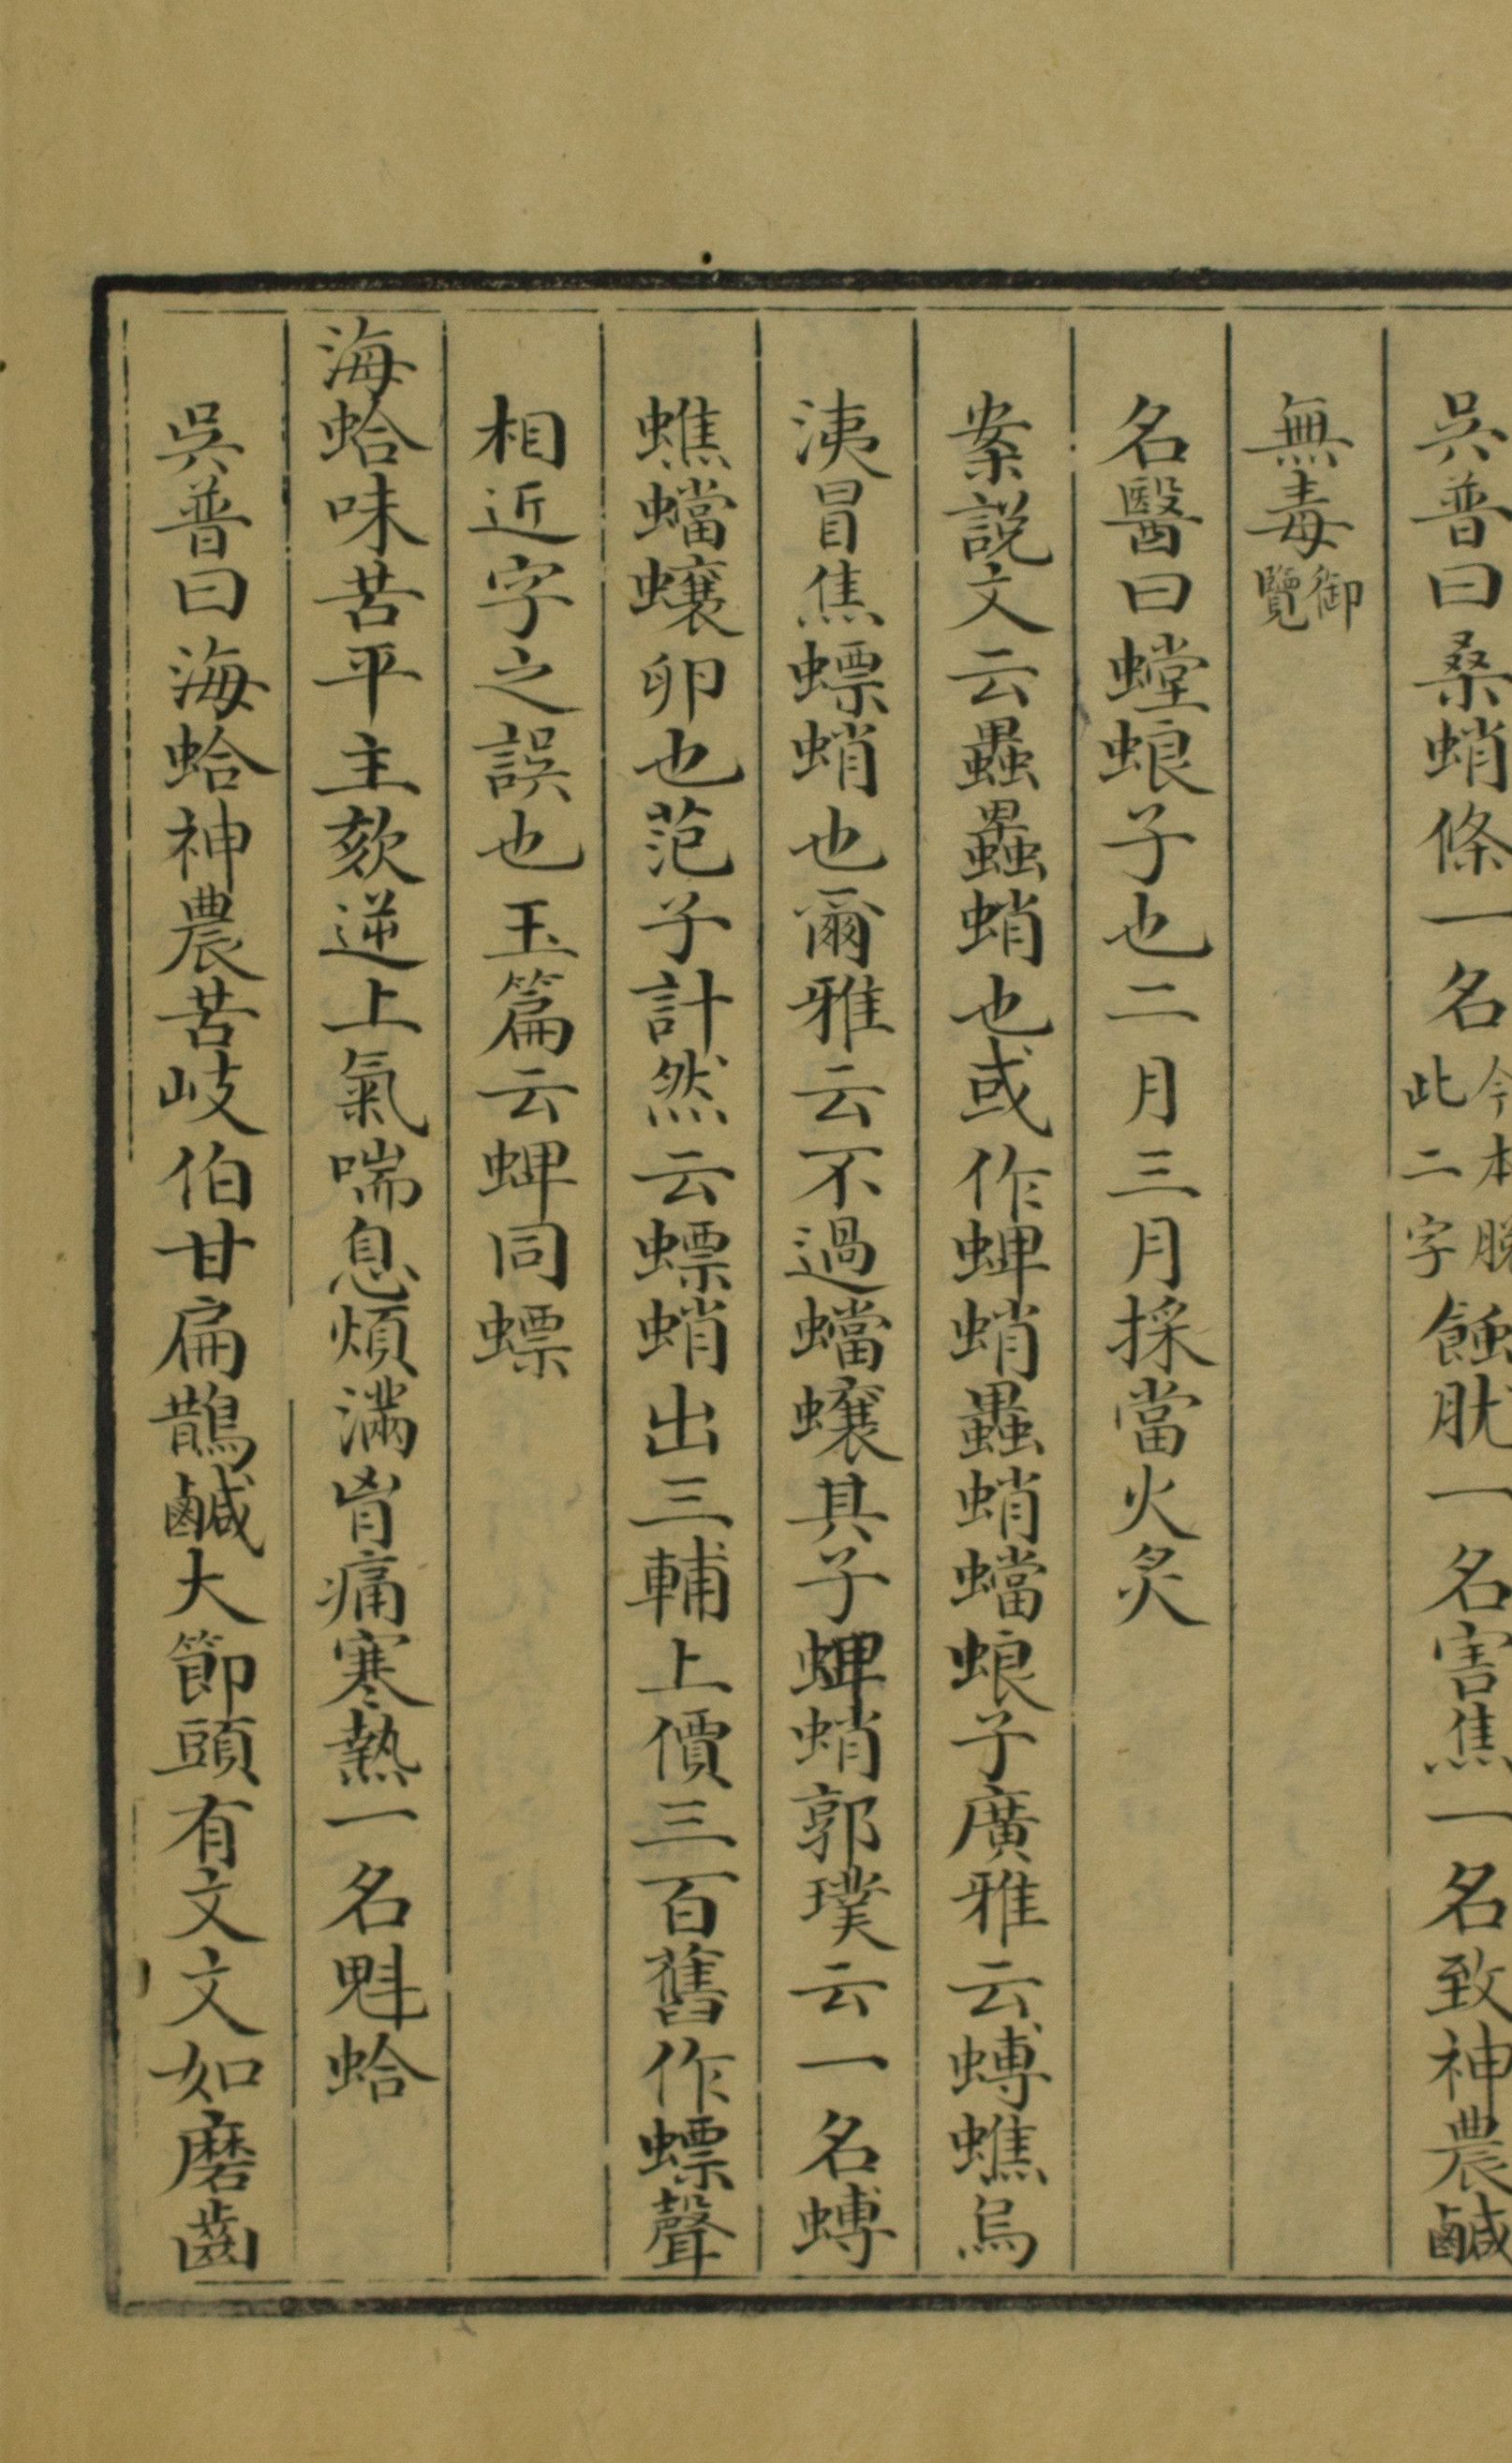 吳普曰桑蛸條一名今本脫此二字蝕肬一名害焦一名致神農鹹
無毒御覽
名醫曰螳蜋子也二月三月採當火炙
案說文云蟲蟲蛸也或作蜱蛸蟲蛸蟷蜋子廣雅云䗚蟭烏
洟冒焦螵蛸也爾雅云不過蟷蠰其子蜱蛸郭璞云一名䗚
蟭蟷蠰卵也范子計然云螵蛸出三輔上價三百舊作螵聲
相近字之誤也玉篇云蜱同螵
海蛤味苦平主欬逆上氣喘息煩滿胷痛寒熱一名魁蛤
吳普曰海蛤神農苦岐伯甘扁鵲鹹大節頭有文文如磨齒